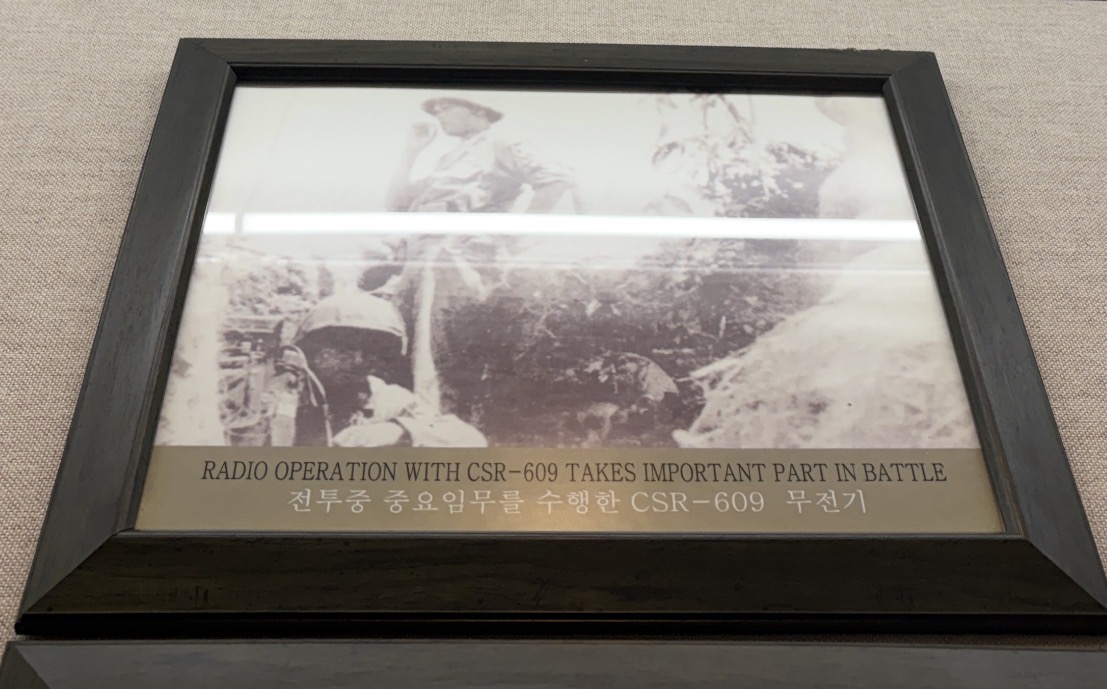 RADIO OPERATION WITH CSR-609 TAKES IMPORTANT PART IN BATTLE
전투중 중요임무를 수행한 CSR-609 무전기